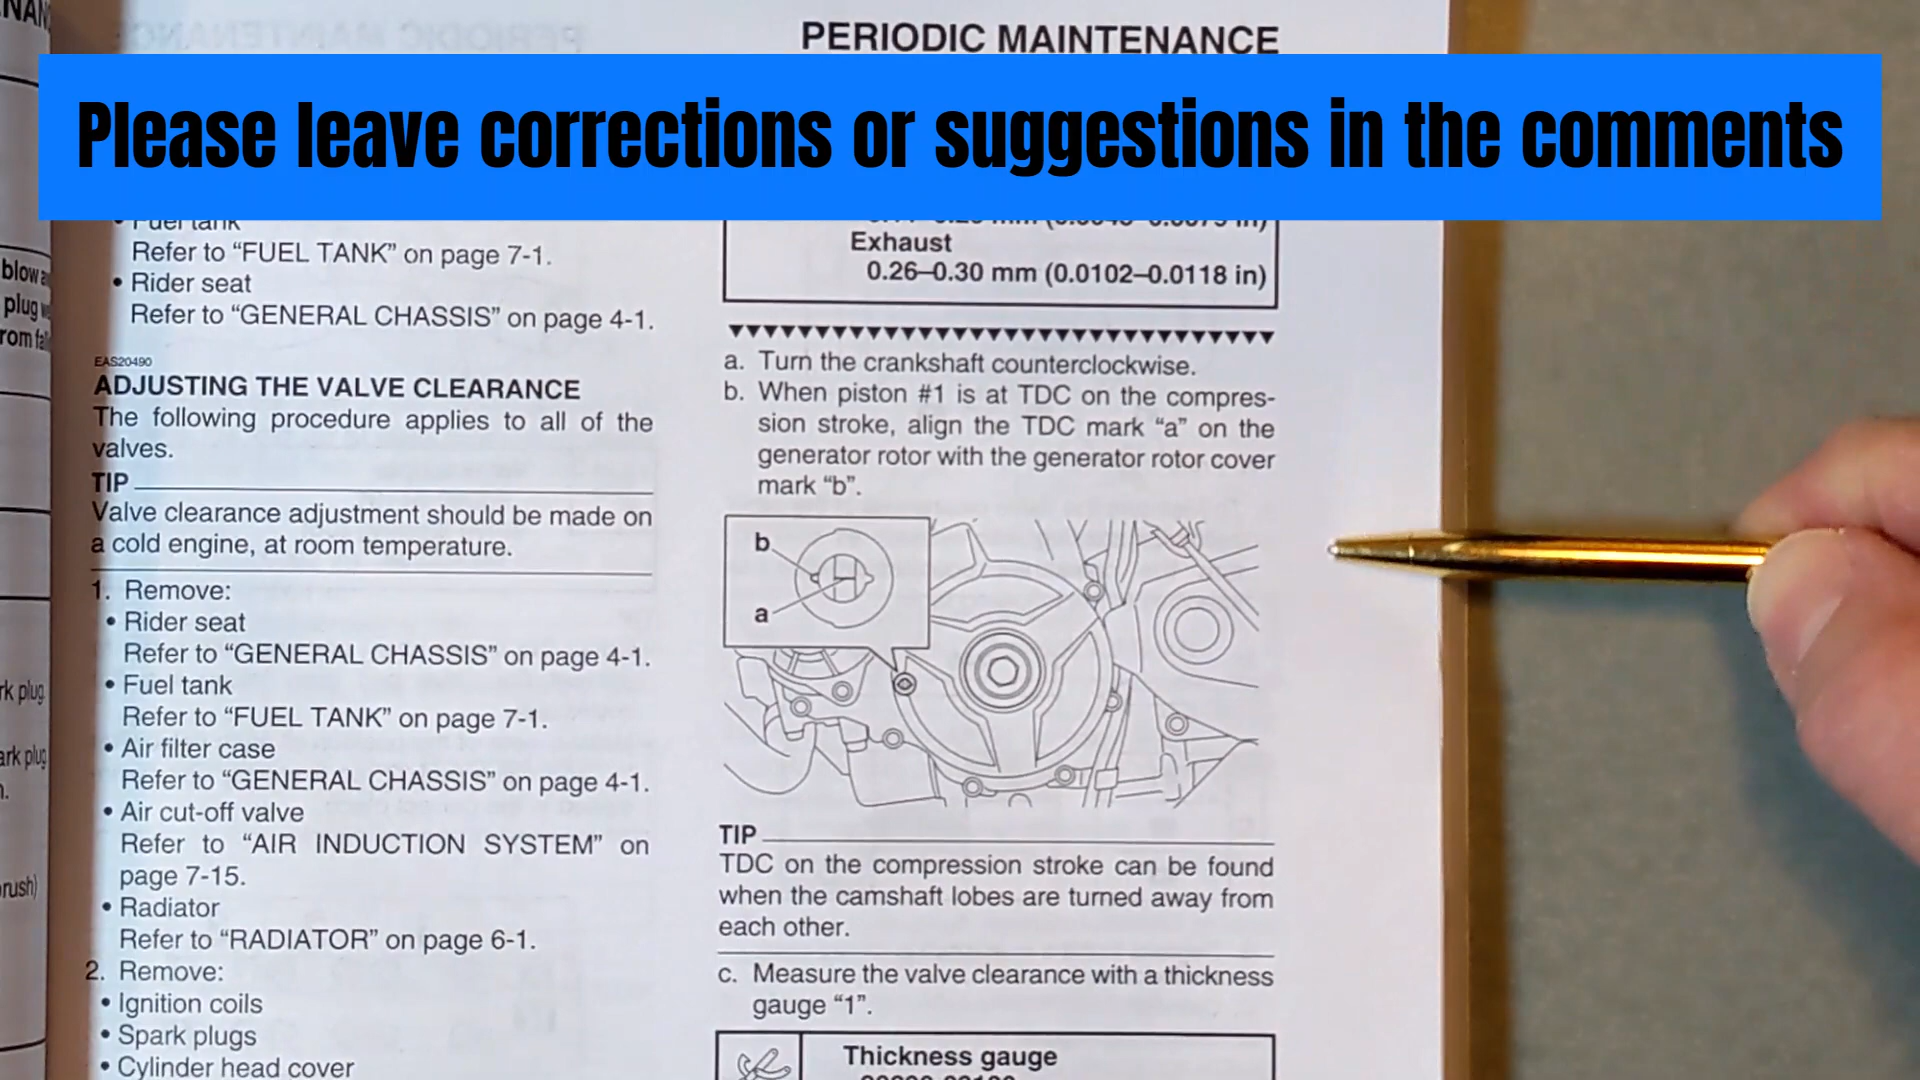 PERIODIC MAINTENANCE
Please leave corrections or suggestions in the comments
Fuel tank
Refer to “FUEL TANK” on page 7-1.
• Rider seat
Refer to “GENERAL CHASSIS” on page 4-1.
EAS20490
ADJUSTING THE VALVE CLEARANCE
The following procedure applies to all of the
valves.
TIP
Valve clearance adjustment should be made on
a cold engine, at room temperature.
1. Remove:
• Rider seat
Refer to “GENERAL CHASSIS” on page 4-1.
• Fuel tank
Refer to “FUEL TANK” on page 7-1.
• Air filter case
Refer to “GENERAL CHASSIS” on page 4-1.
• Air cut-off valve
Refer to “AIR INDUCTION SYSTEM” on
page 7-15.
• Radiator
Refer to “RADIATOR” on page 6-1.
2. Remove:
• Ignition coils
• Spark plugs
• Cylinder head cover
Exhaust
0.26–0.30 mm (0.0102–0.0118 in)
a. Turn the crankshaft counterclockwise.
b. When piston #1 is at TDC on the compres-
sion stroke, align the TDC mark “a” on the
generator rotor with the generator rotor cover
mark “b”.
b
a
TIP
TDC on the compression stroke can be found
when the camshaft lobes are turned away from
each other.
c. Measure the valve clearance with a thickness
gauge “1”.
Thickness gauge
blow
plug
rk plug
ark plug
rush)